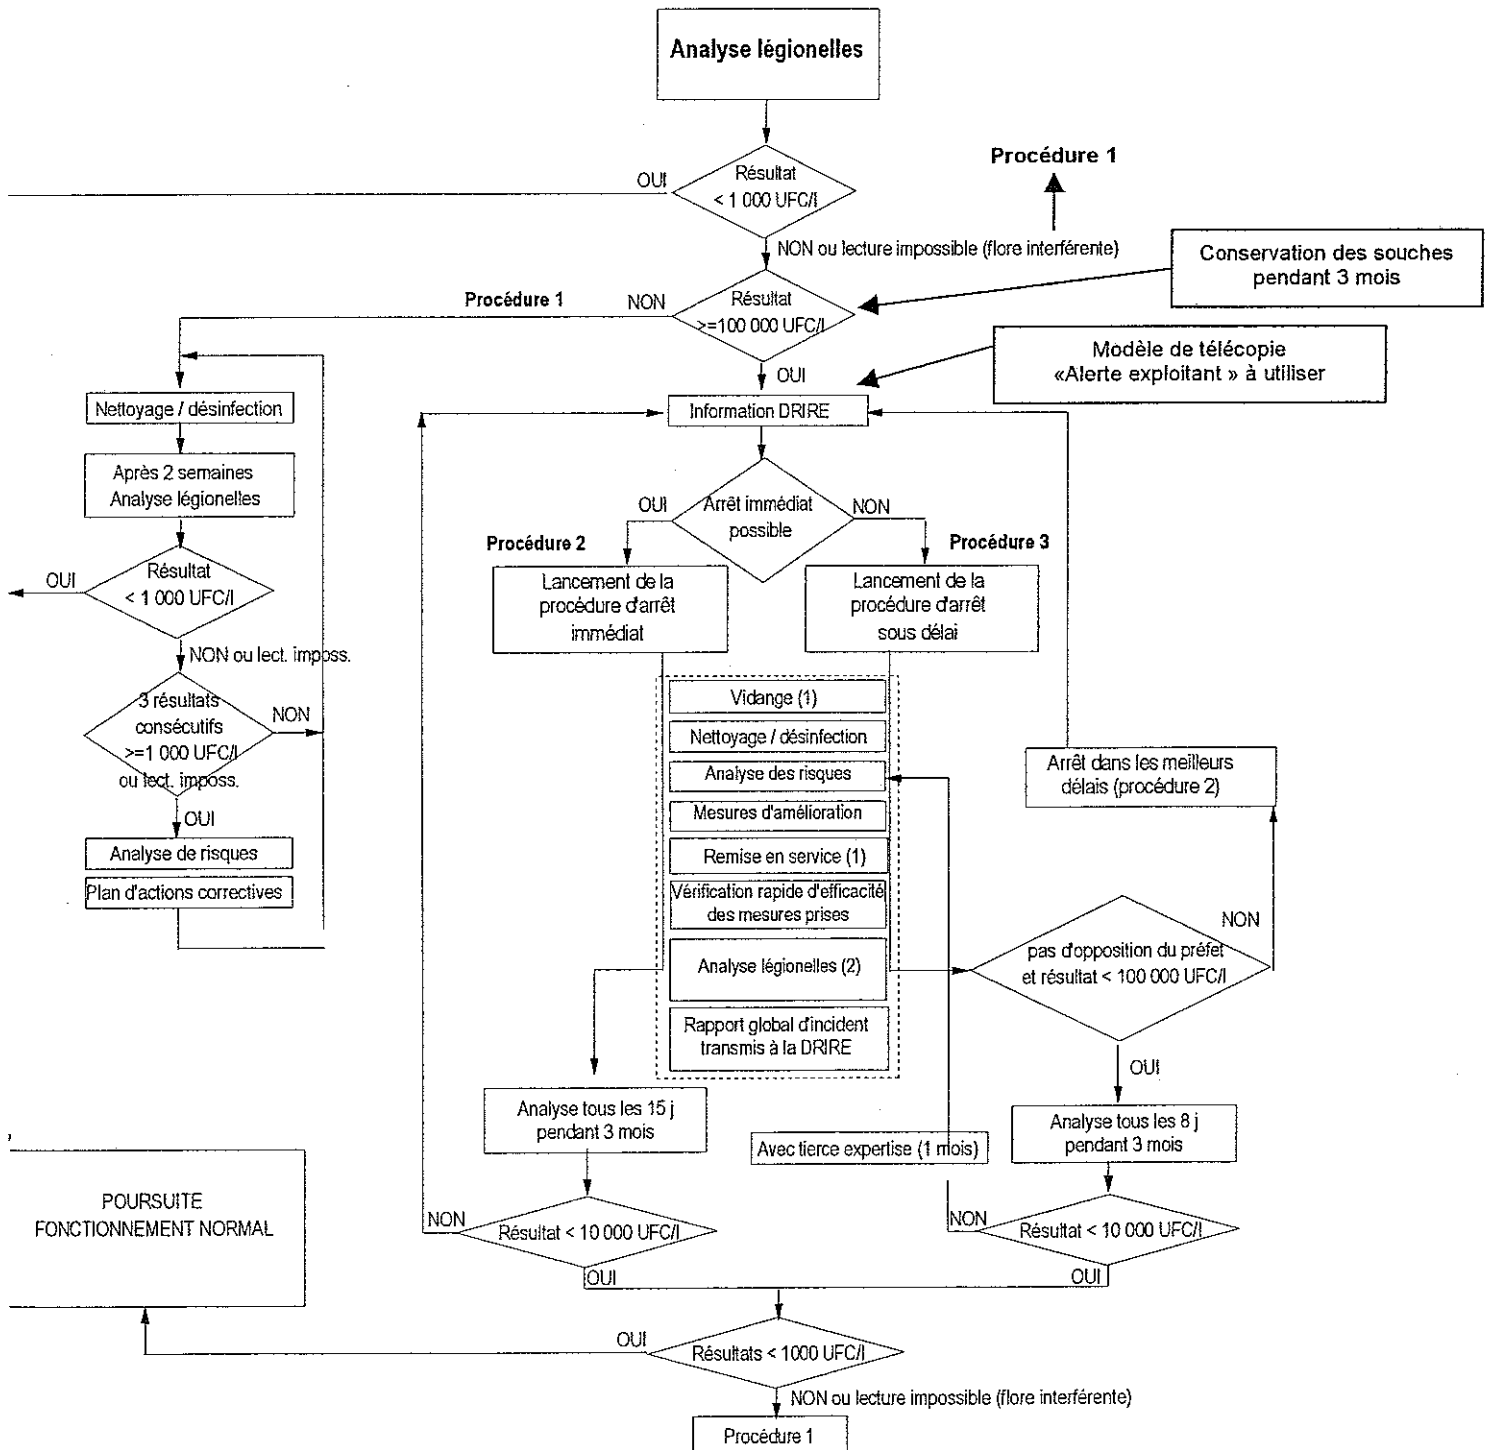 Analyse légionelles
Résultat
< 1 000 UFC/l
OUI
Procédure 1
NON ou lecture impossible (flore interférente)
Conservation des souches
pendant 3 mois
Procédure 1
NON
Résultat
>=100 000 UFC/l
OUI
Modèle de télécopie
«Alerte exploitant » à utiliser
Information DRIRE
Nettoyage / désinfection
Après 2 semaines
Analyse légionelles
Résultat
< 1 000 UFC/l
OUI
NON ou lect. imposs.
3 résultats
consécutifs
>=1 000 UFC/l
ou lect. imposs.
NON
OUI
Analyse de risques
Plan d'actions correctives
Arrêt immédiat
possible
OUI
NON
Procédure 2
Procédure 3
Lancement de la
procédure d'arrêt
immédiat
Lancement de la
procédure d'arrêt
sous délai
Vidange (1)
Nettoyage / désinfection
Analyse des risques
Mesures d'amélioration
Remise en service (1)
Vérification rapide d'efficacité
des mesures prises
Analyse légionelles (2)
Rapport global d'incident
transmis à la DRIRE
Arrêt dans les meilleurs
délais (procédure 2)
NON
pas d'opposition du préfet
et résultat < 100 000 UFC/l
OUI
Analyse tous les 15 j
pendant 3 mois
Avec tierce expertise (1 mois)
Analyse tous les 8 j
pendant 3 mois
POURSUITE
FONCTIONNEMENT NORMAL
NON
Résultat < 10 000 UFC/l
OUI
NON
Résultat < 10 000 UFC/l
OUI
OUI
Résultats < 1000 UFC/l
NON ou lecture impossible (flore interférente)
Procédure 1